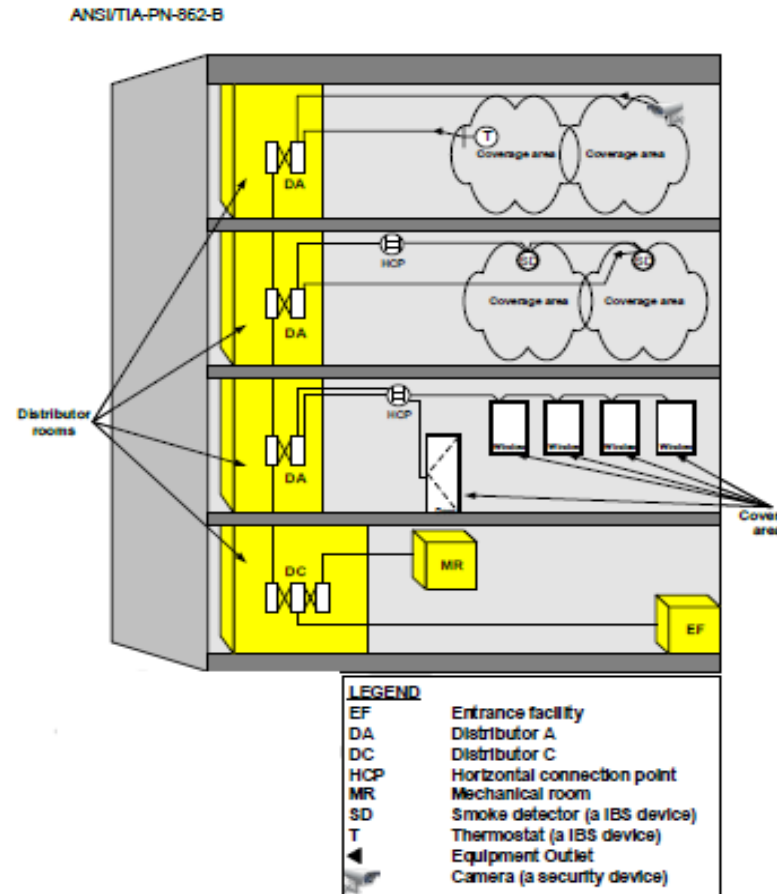 ANSI/TIA-PN-862-B
T
Coverage area
Coverage area
DA
HCP
SD
SD
Coverage area
Coverage area
DA
HCP
Window
Window
Window
Window
DA
Distributor
rooms
Cover
area
DC
MR
EF
LEGEND
EF Entrance facility
DA Distributor A
DC Distributor C
HCP Horizontal connection point
MR Mechanical room
SD Smoke detector (a IBS device)
T Thermostat (a IBS device)
Equipment Outlet
Camera (a security device)